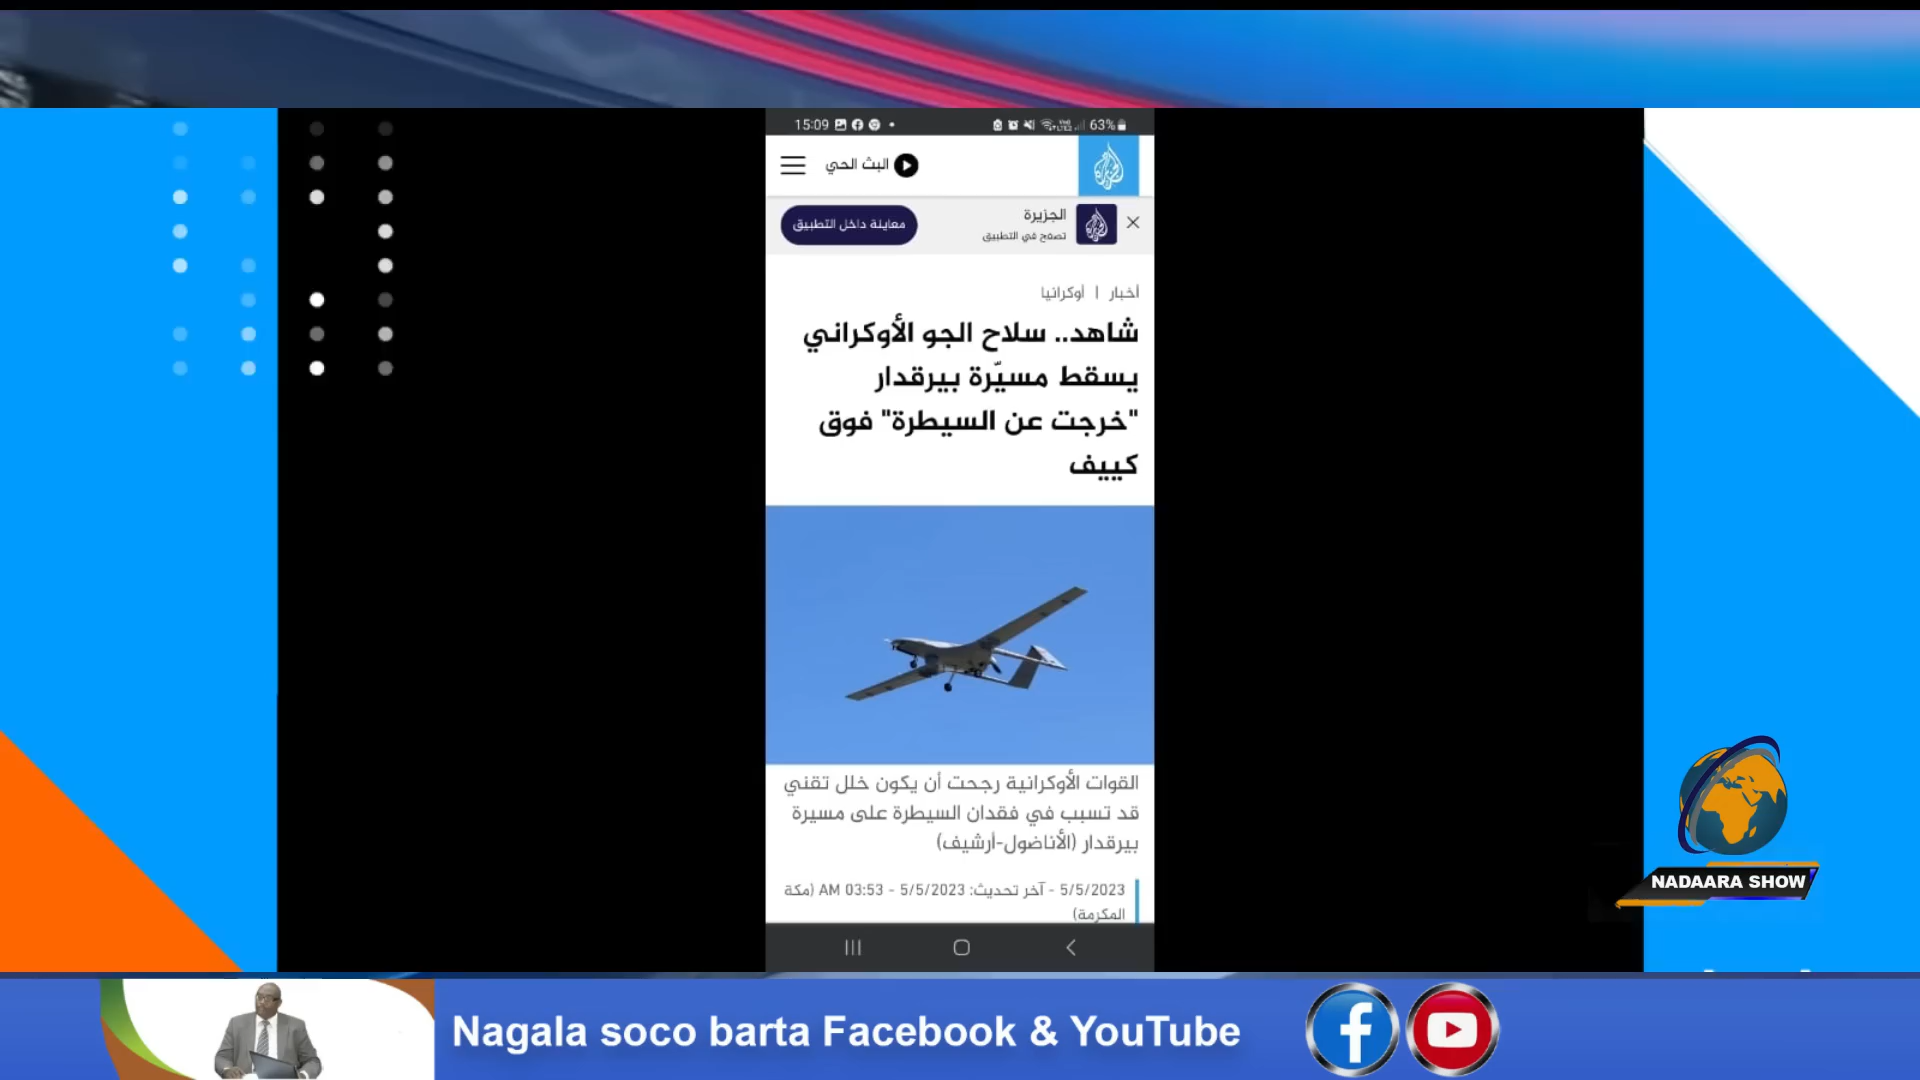 15:09
63%
البث الحي
الجزيرة
تصفح في التطبيق
معاينة داخل التطبيق
أخبار | أوكرانيا
شاهد.. سلاح الجو الأوكراني
يسقط مسيّرة بيرقدار
"خرجت عن السيطرة" فوق
كييف
القوات الأوكرانية رجحت أن يكون خلل تقني
قد تسبب في فقدان السيطرة على مسيرة
بيرقدار (الأناضول-أرشيف)
5/5/2023 - آخر تحديث: 5/5/2023 - 03:53 AM (مكة
المكرمة)
NADAARA SHOW
Nagala soco barta Facebook & YouTube